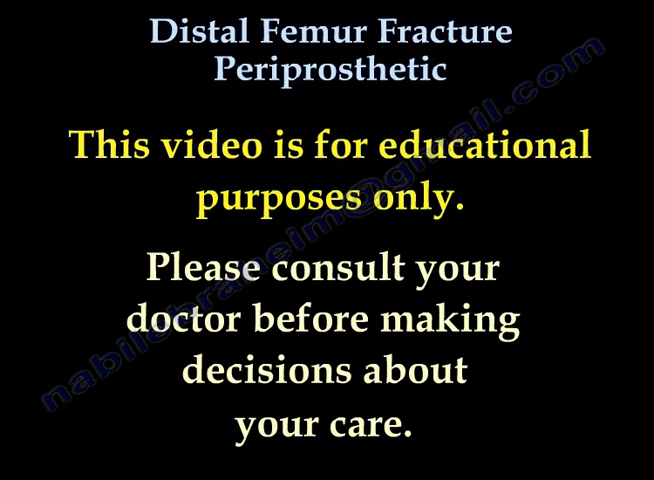 Distal Femur Fracture
Periprosthetic
This video is for educational
purposes only.
Please consult your
doctor before making
decisions about
your care.
nabilebraheim@gmail.com